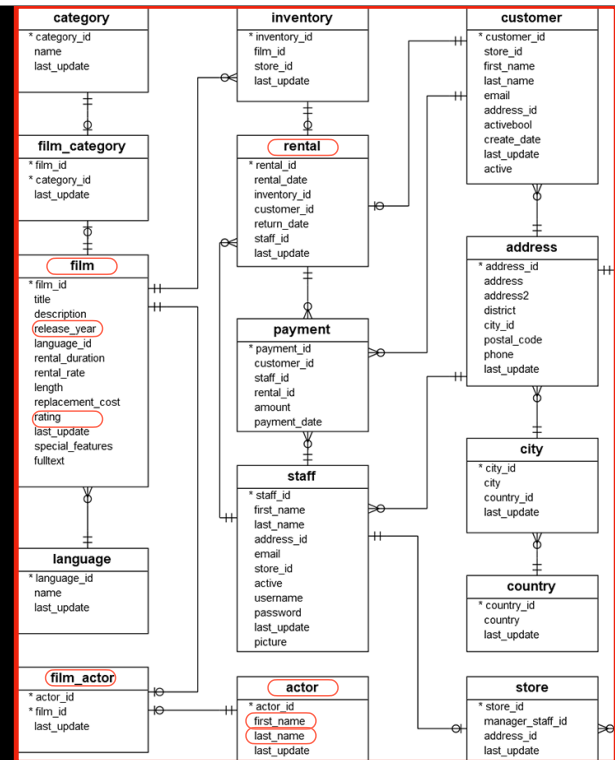 category
* category_id
name
last_update
film_category
* film_id
* category_id
last_update
film
* film_id
title
description
release_year
language_id
rental_duration
rental_rate
length
replacement_cost
rating
last_update
special_features
fulltext
language
* language_id
name
last_update
film_actor
* actor_id
* film_id
last_update
inventory
* inventory_id
film_id
store_id
last_update
rental
* rental_id
rental_date
inventory_id
customer_id
return_date
staff_id
last_update
payment
* payment_id
customer_id
staff_id
rental_id
amount
payment_date
staff
* staff_id
first_name
last_name
address_id
email
store_id
active
username
password
last_update
picture
actor
* actor_id
first_name
last_name
last_update
customer
* customer_id
store_id
first_name
last_name
email
address_id
activebool
create_date
last_update
active
address
* address_id
address
address2
district
city_id
postal_code
phone
last_update
city
* city_id
city
country_id
last_update
country
* country_id
country
last_update
store
* store_id
manager_staff_id
address_id
last_update